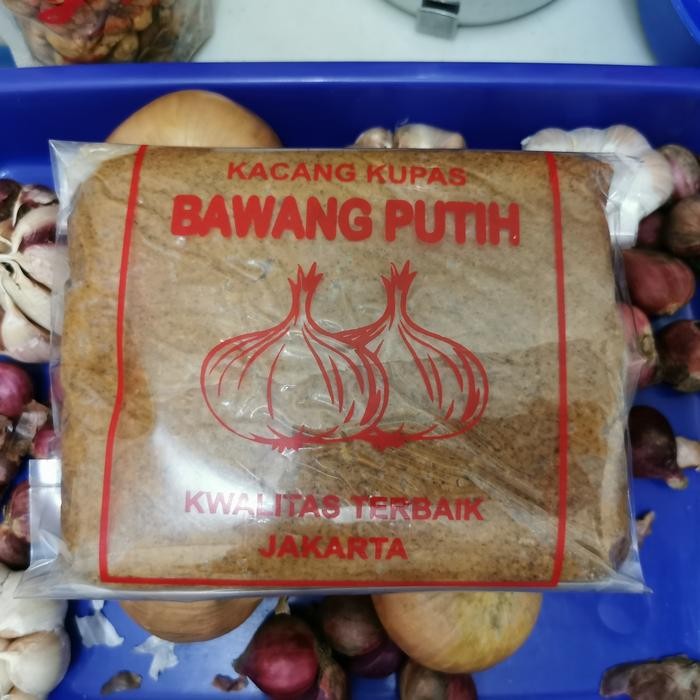 KACANG KUPAS
BAWANG PUTIH
KWALITAS TERBAIK
JAKARTA